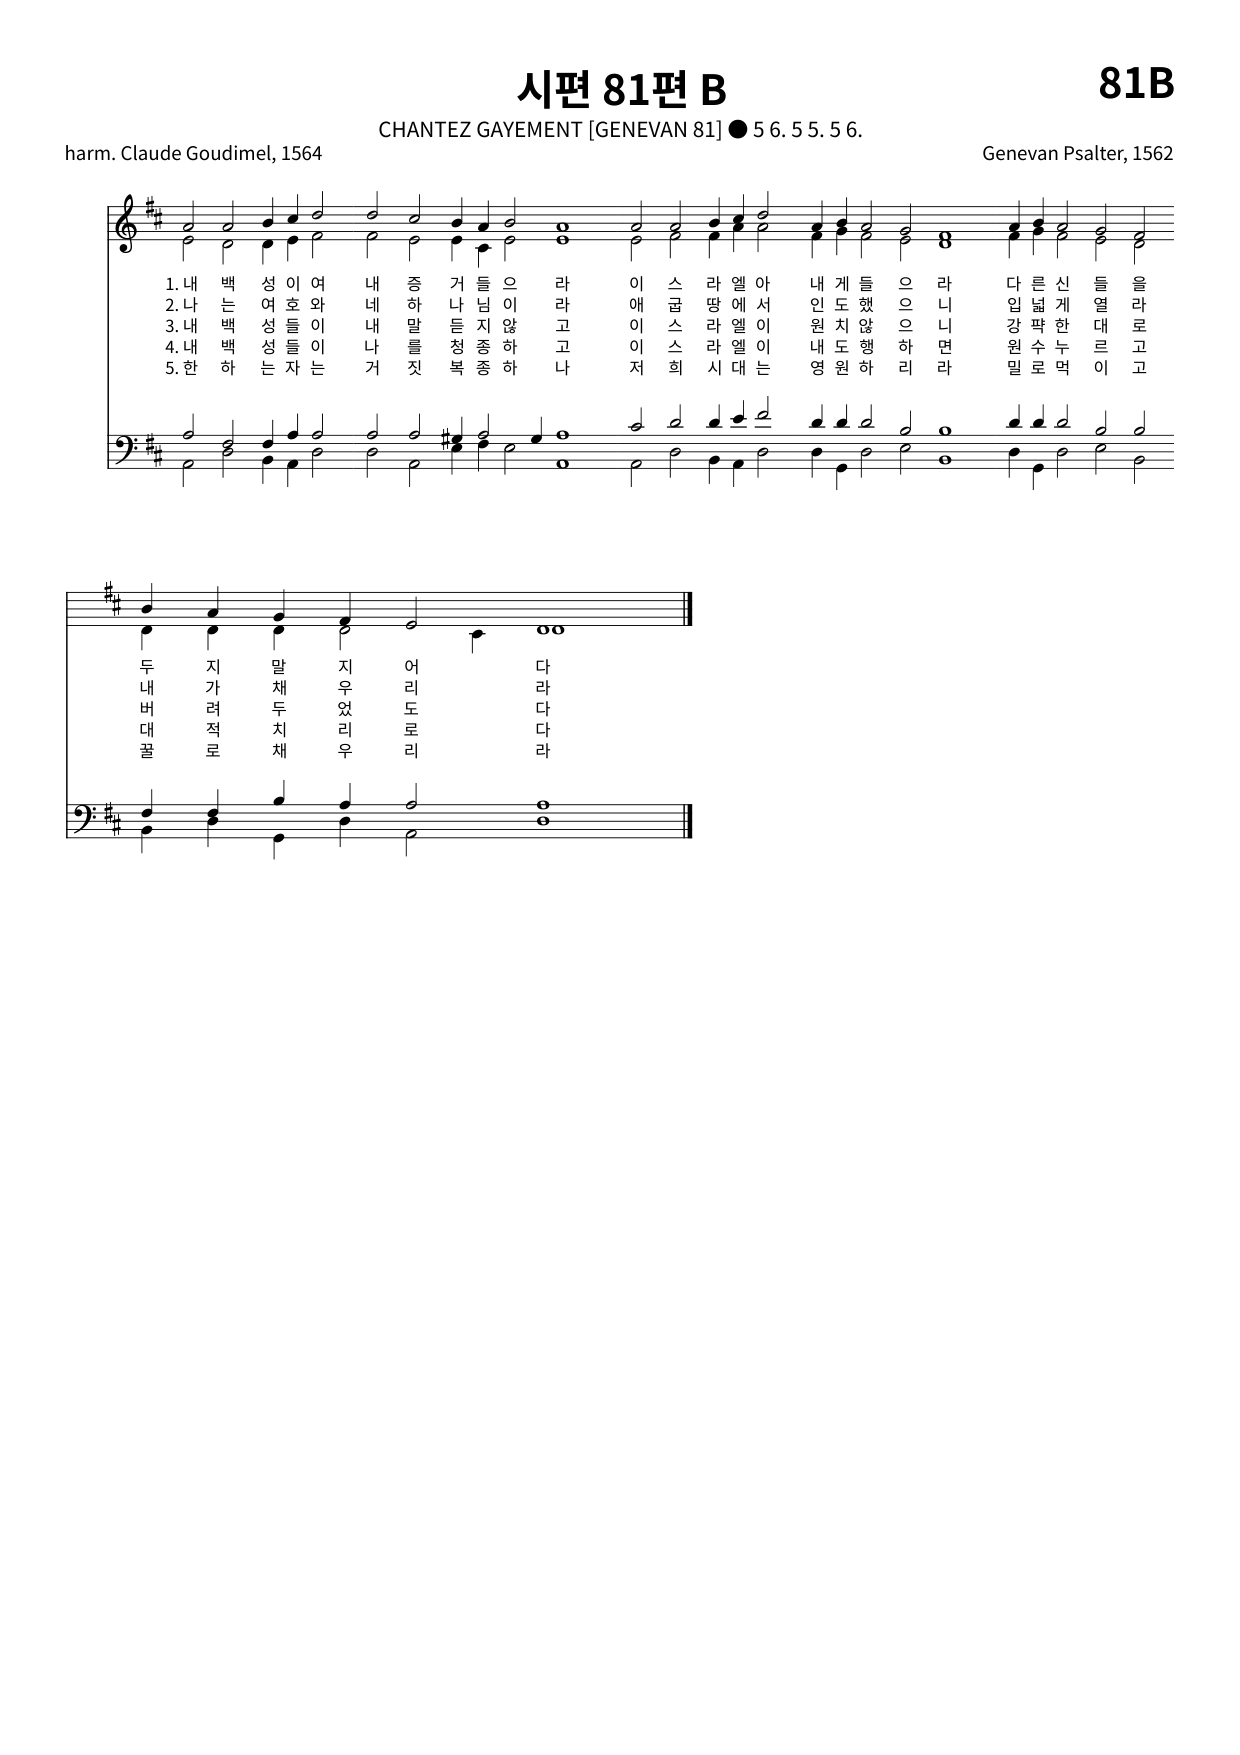 시편 81편 B
81B
CHANTEZ GAYEMENT [GENEVAN 81] ● 5 6. 5 5. 5 6.
harm. Claude Goudimel, 1564
Genevan Psalter, 1562
1. 내 백 성 이 여 내 증 거 들 으 라 이 스 라 엘 아 내 게 들 으 라 다 른 신 들 을
2. 나 는 여 호 와 네 하 나 님 이 라 애 굽 땅 에 서 인 도 했 으 니 입 넓 게 열 라
3. 내 백 성 들 이 내 말 듣 지 않 고 이 스 라 엘 이 원 치 않 으 니 강 퍅 한 대 로
4. 내 백 성 들 이 나 를 청 종 하 고 이 스 라 엘 이 내 도 행 하 면 원 수 누 르 고
5. 한 하 는 자 는 거 짓 복 종 하 나 저 희 시 대 는 영 원 하 리 라 밀 로 먹 이 고
두 지 말 지 어 다
내 가 채 우 리 라
버 려 두 었 도 다
대 적 치 리 로 다
꿀 로 채 우 리 라